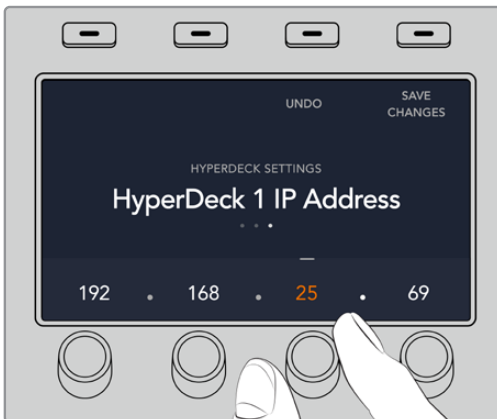 UNDO
SAVE
CHANGES
HYPERDECK SETTINGS
HyperDeck 1 IP Address
192 . 168 . 25 . 69